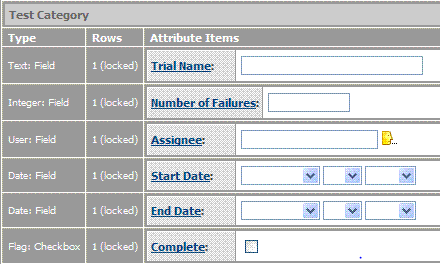 Test Category
Type Rows Attribute Items
Text: Field 1 (locked) Trial Name:
Integer: Field 1 (locked) Number of Failures:
User: Field 1 (locked) Assignee:
Date: Field 1 (locked) Start Date:
Date: Field 1 (locked) End Date:
Flag: Checkbox 1 (locked) Complete: